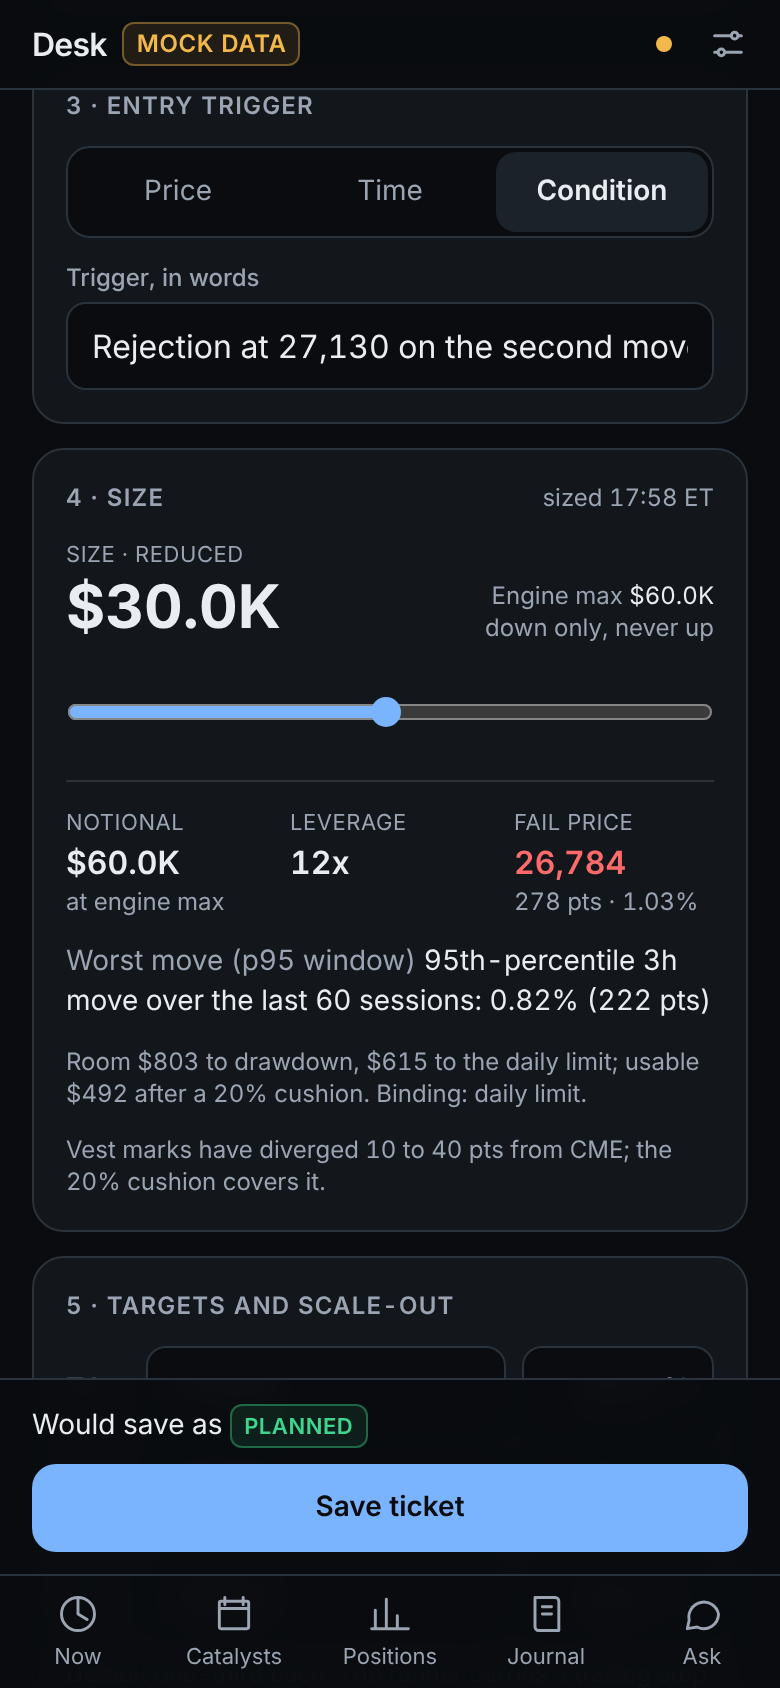 Desk MOCK DATA
3 · ENTRY TRIGGER
Price Time Condition
Trigger, in words
Rejection at 27,130 on the second
4 · SIZE sized 17:58 ET
SIZE · REDUCED
$30.0K
Engine max $60.0K
down only, never up
NOTIONAL LEVERAGE FAIL PRICE
$60.0K 12x 26,784
at engine max 278 pts · 1.03%
Worst move (p95 window) 95th-percentile 3h
move over the last 60 sessions: 0.82% (222 pts)
Room $803 to drawdown, $615 to the daily limit; usable
$492 after a 20% cushion. Binding: daily limit.
Vest marks have diverged 10 to 40 pts from CME; the
20% cushion covers it.
5 · TARGETS AND SCALE-OUT
Would save as PLANNED
Save ticket
Now Catalysts Positions Journal Ask